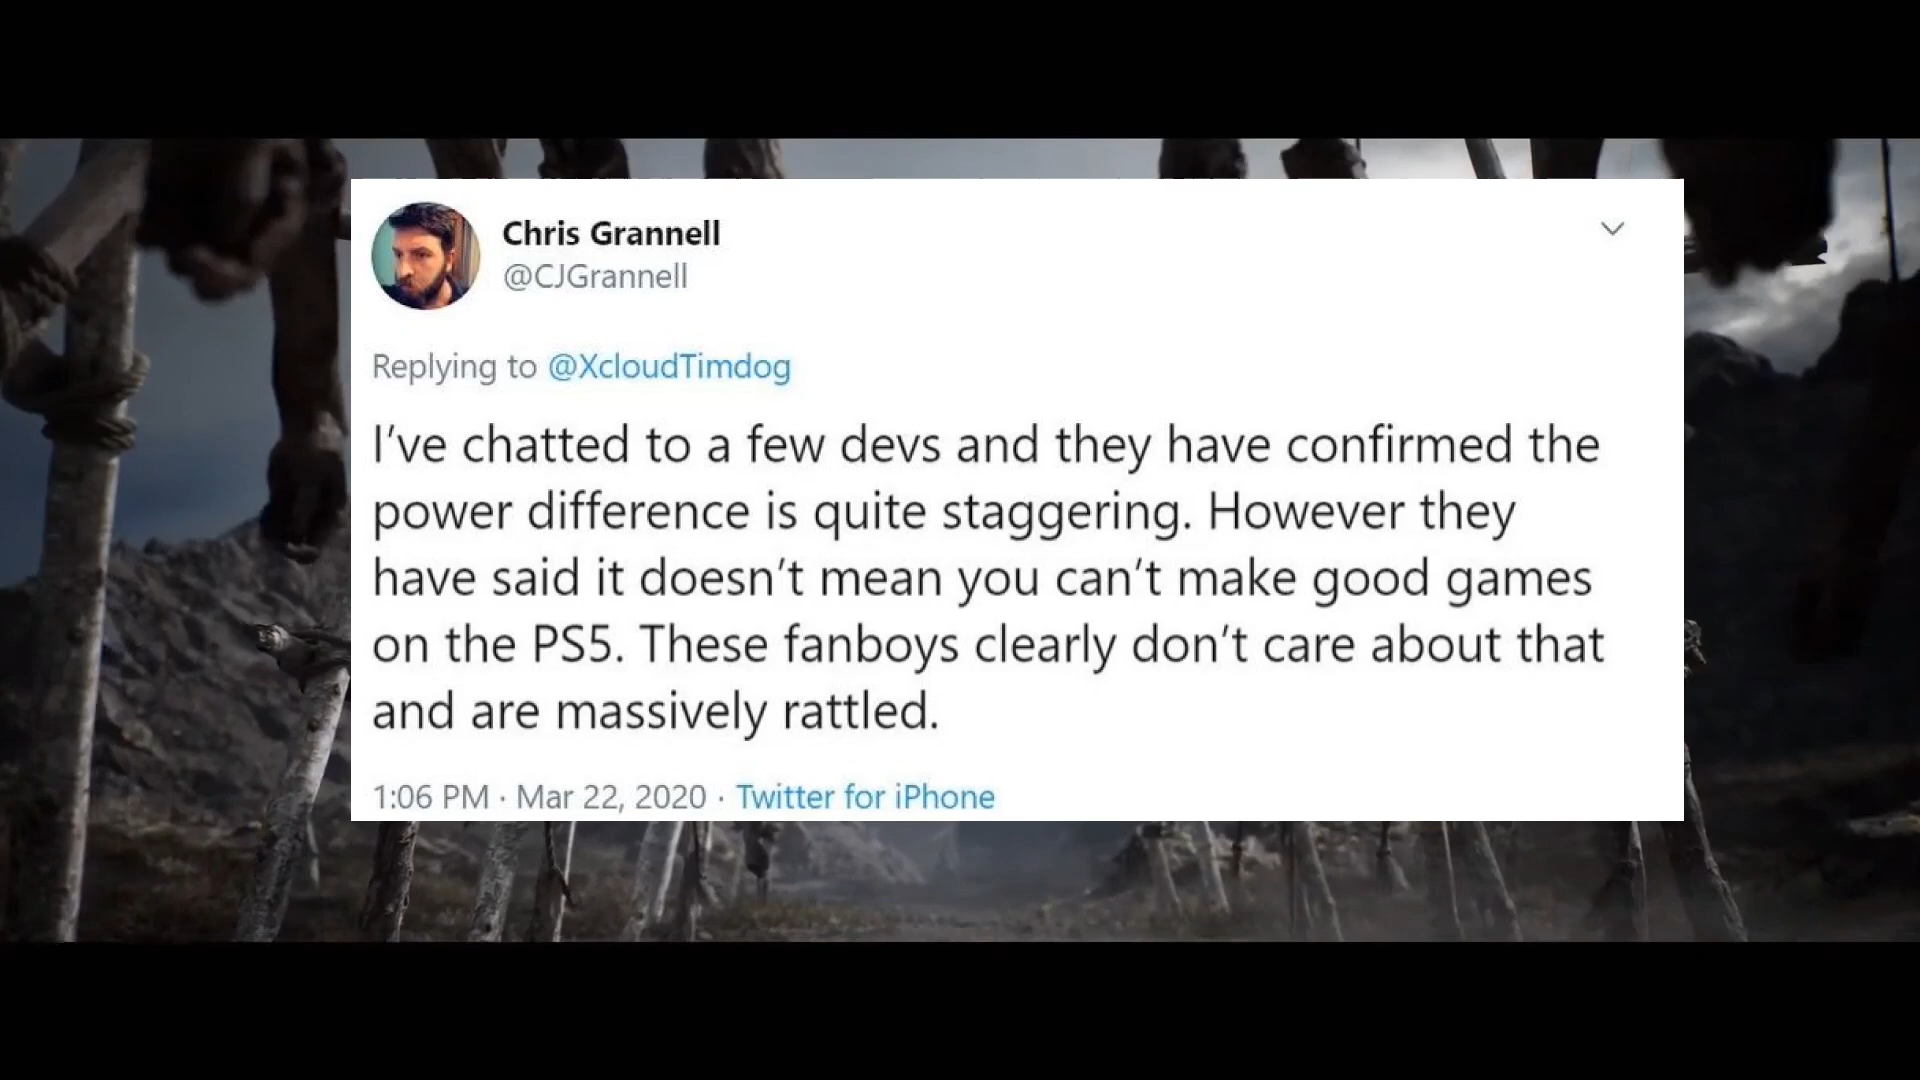 Chris Grannell
@CJGrannell
Replying to @XcloudTimdog
I’ve chatted to a few devs and they have confirmed the
power difference is quite staggering. However they
have said it doesn’t mean you can’t make good games
on the PS5. These fanboys clearly don’t care about that
and are massively rattled.
1:06 PM · Mar 22, 2020 · Twitter for iPhone